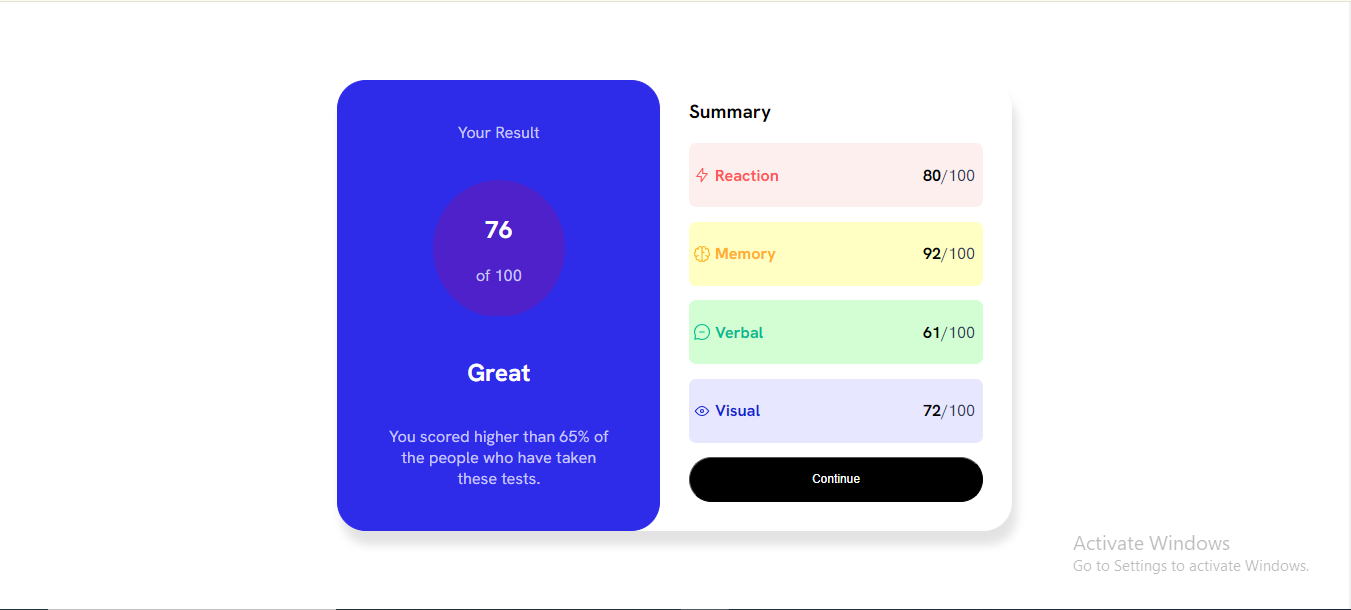 Your Result
76
of 100
Great
You scored higher than 65% of
the people who have taken
these tests.
Summary
Reaction 80/100
Memory 92/100
Verbal 61/100
Visual 72/100
Continue
Activate Windows
Go to Settings to activate Windows.